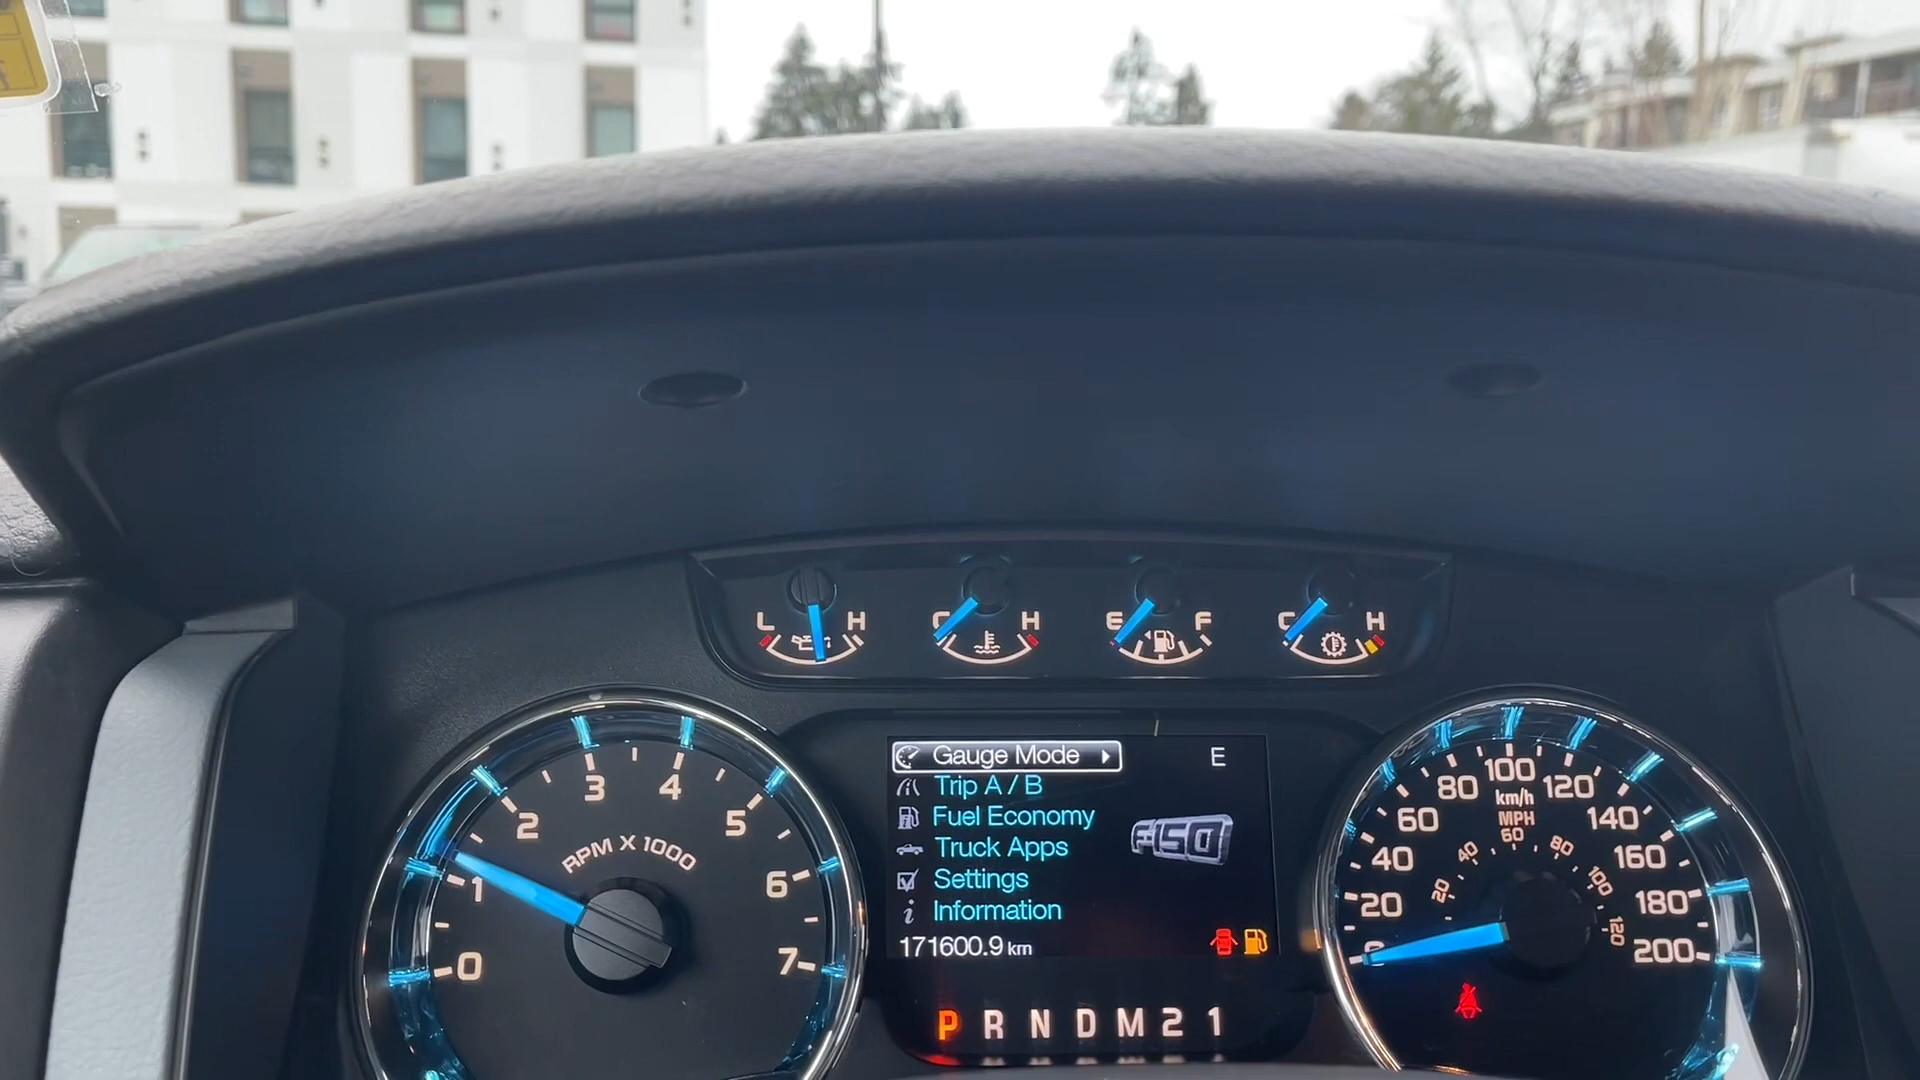 L H
C H
E F
C H
0 1 2 3 4 5 6 7
RPM X 1000
Gauge Mode
E
Trip A / B
Fuel Economy
F150
Truck Apps
Settings
Information
171600.9 km
P R N D M 2 1
0 20 40 60 80 100 120 140 160 180 200
km/h
MPH
20 40 60 80 100 120